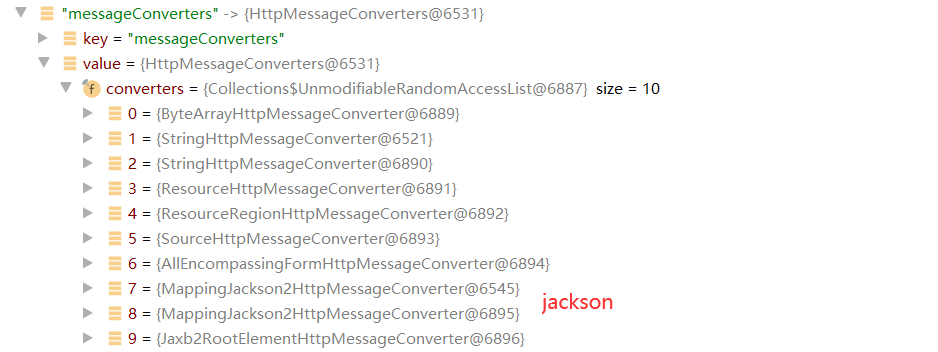 "messageConverters" -> {HttpMessageConverters@6531}
key = "messageConverters"
value = {HttpMessageConverters@6531}
f converters = {Collections$UnmodifiableRandomAccessList@6887} size = 10
0 = {ByteArrayHttpMessageConverter@6889}
1 = {StringHttpMessageConverter@6521}
2 = {StringHttpMessageConverter@6890}
3 = {ResourceHttpMessageConverter@6891}
4 = {ResourceRegionHttpMessageConverter@6892}
5 = {SourceHttpMessageConverter@6893}
6 = {AllEncompassingFormHttpMessageConverter@6894}
7 = {MappingJackson2HttpMessageConverter@6545}
jackson
8 = {MappingJackson2HttpMessageConverter@6895}
9 = {Jaxb2RootElementHttpMessageConverter@6896}